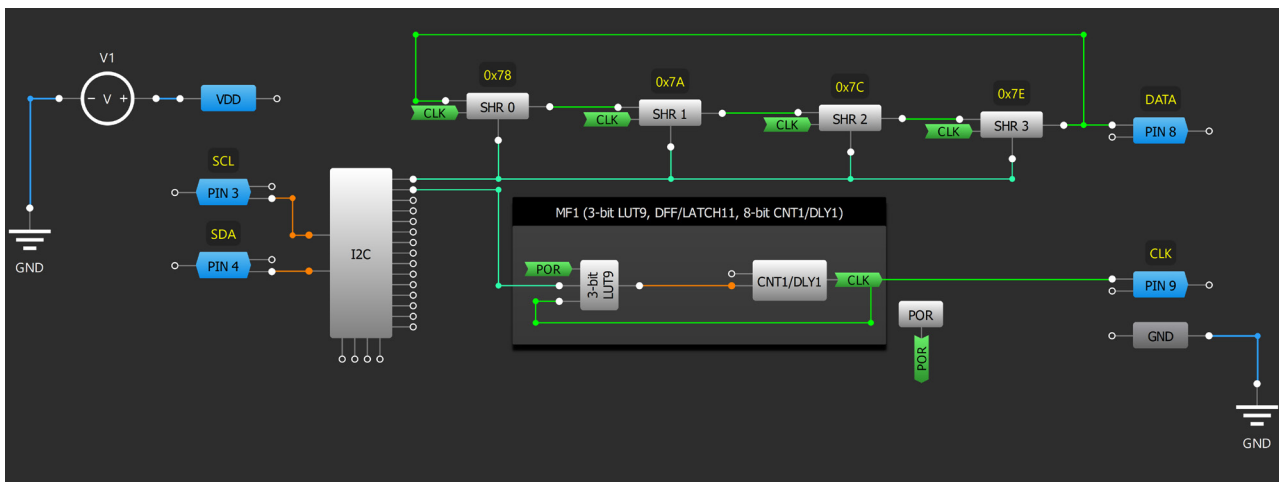 V1
− V +
VDD
GND
SCL
PIN 3
SDA
PIN 4
I2C
0x78
CLK
SHR 0
0x7A
CLK
SHR 1
0x7C
CLK
SHR 2
0x7E
CLK
SHR 3
DATA
PIN 8
MF1 (3-bit LUT9, DFF/LATCH11, 8-bit CNT1/DLY1)
POR
3-bit
LUT9
CNT1/DLY1
CLK
POR
POR
CLK
PIN 9
GND
GND